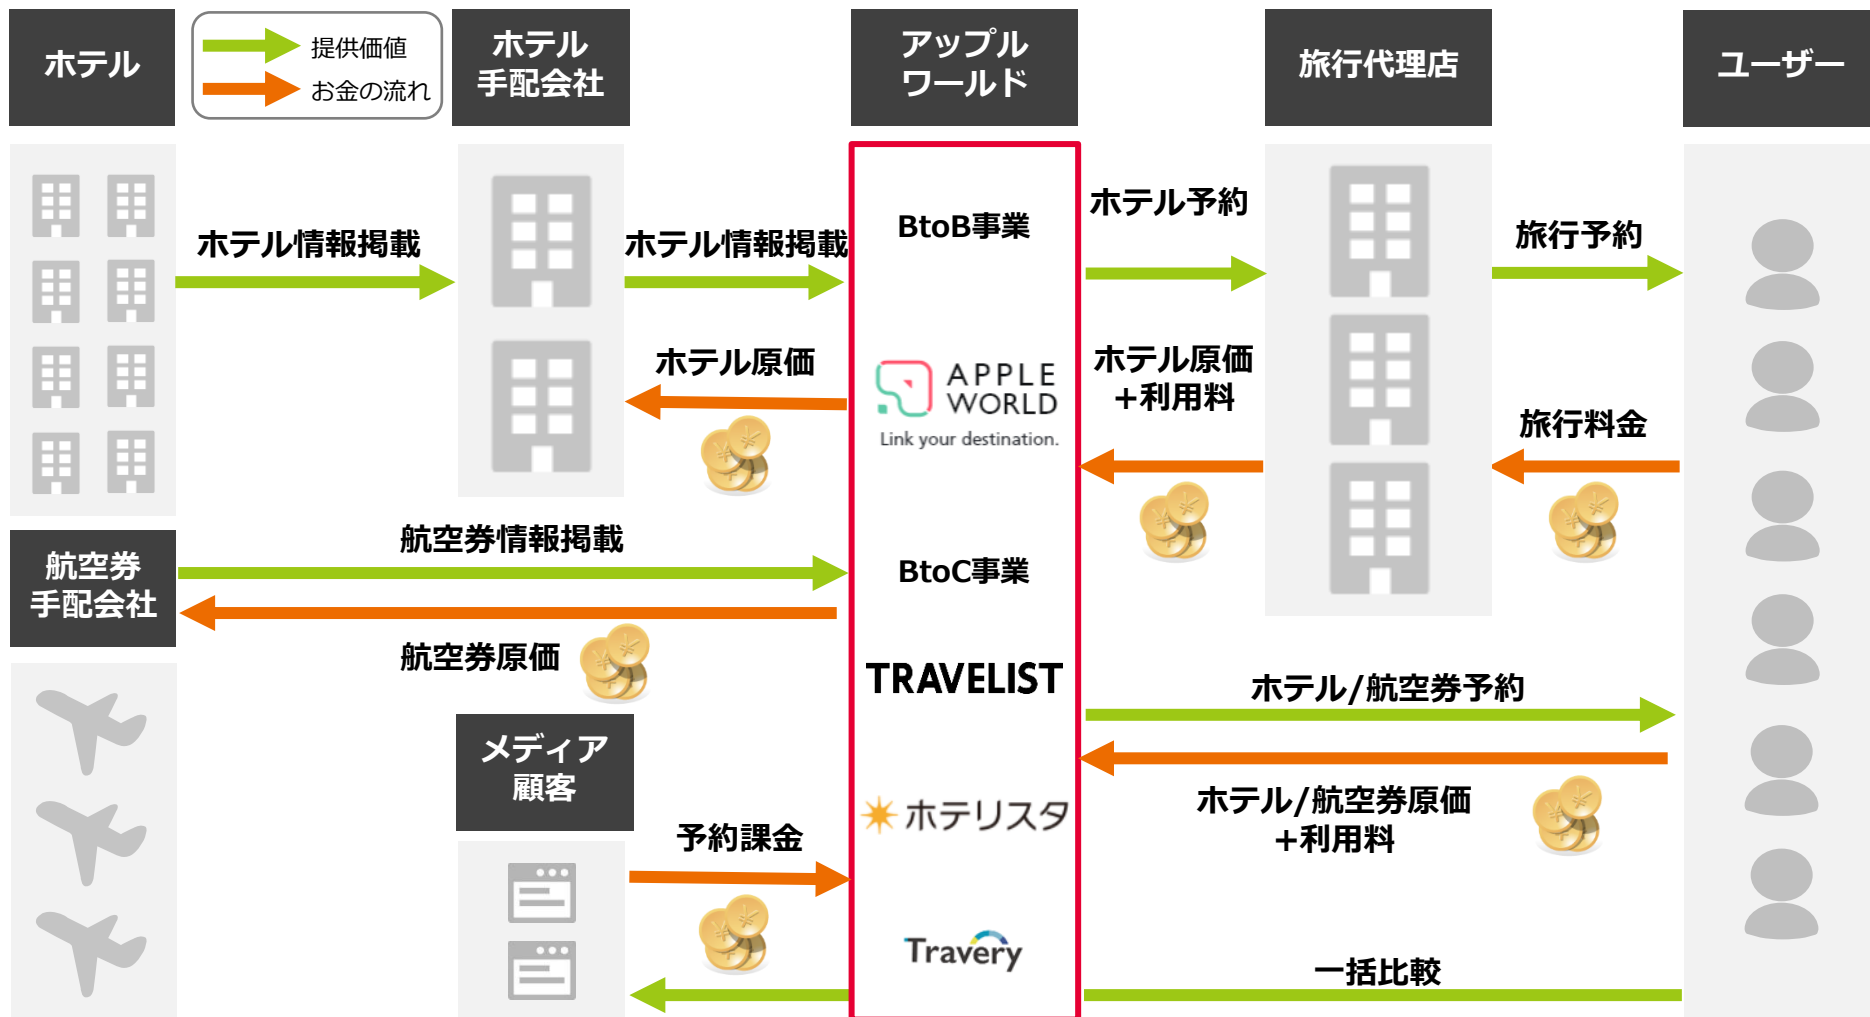 ホテル
提供価値
お金の流れ
ホテル
手配会社
アップル
ワールド
旅行代理店
ユーザー
ホテル情報掲載
ホテル情報掲載
BtoB事業
ホテル予約
旅行予約
ホテル原価
APPLE
WORLD
Link your destination.
ホテル原価
+利用料
旅行料金
航空券
手配会社
航空券情報掲載
航空券原価
BtoC事業
TRAVELIST
ホテル/航空券予約
メディア
顧客
ホテリスタ
ホテル/航空券原価
+利用料
予約課金
Travery
一括比較